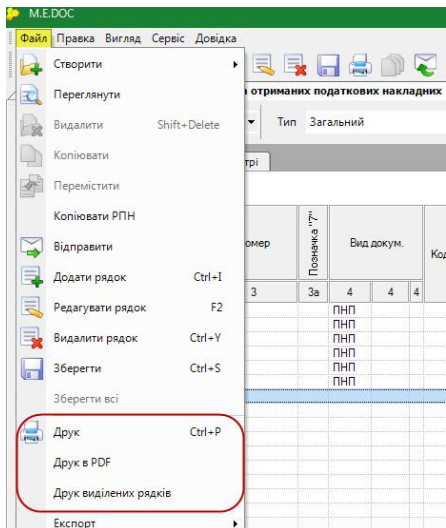 M.E.DOC
Файл Правка Вигляд Сервіс Довідка
Створити
Переглянути
отриманих податкових накладних
Видалити Shift+Delete
Тип Загальний
Копіювати
трі
Перемістити
Копіювати РПН
Відправити
омер Позначка "7" Вид докум. Код
Додати рядок Ctrl+I
3 3а 4 4 4
Редагувати рядок F2
ПНП
ПНП
Видалити рядок Ctrl+Y
ПНП
ПНП
Зберегти Ctrl+S
ПНП
ПНП
Зберегти всі
Друк Ctrl+P
Друк в PDF
Друк виділених рядків
Експорт